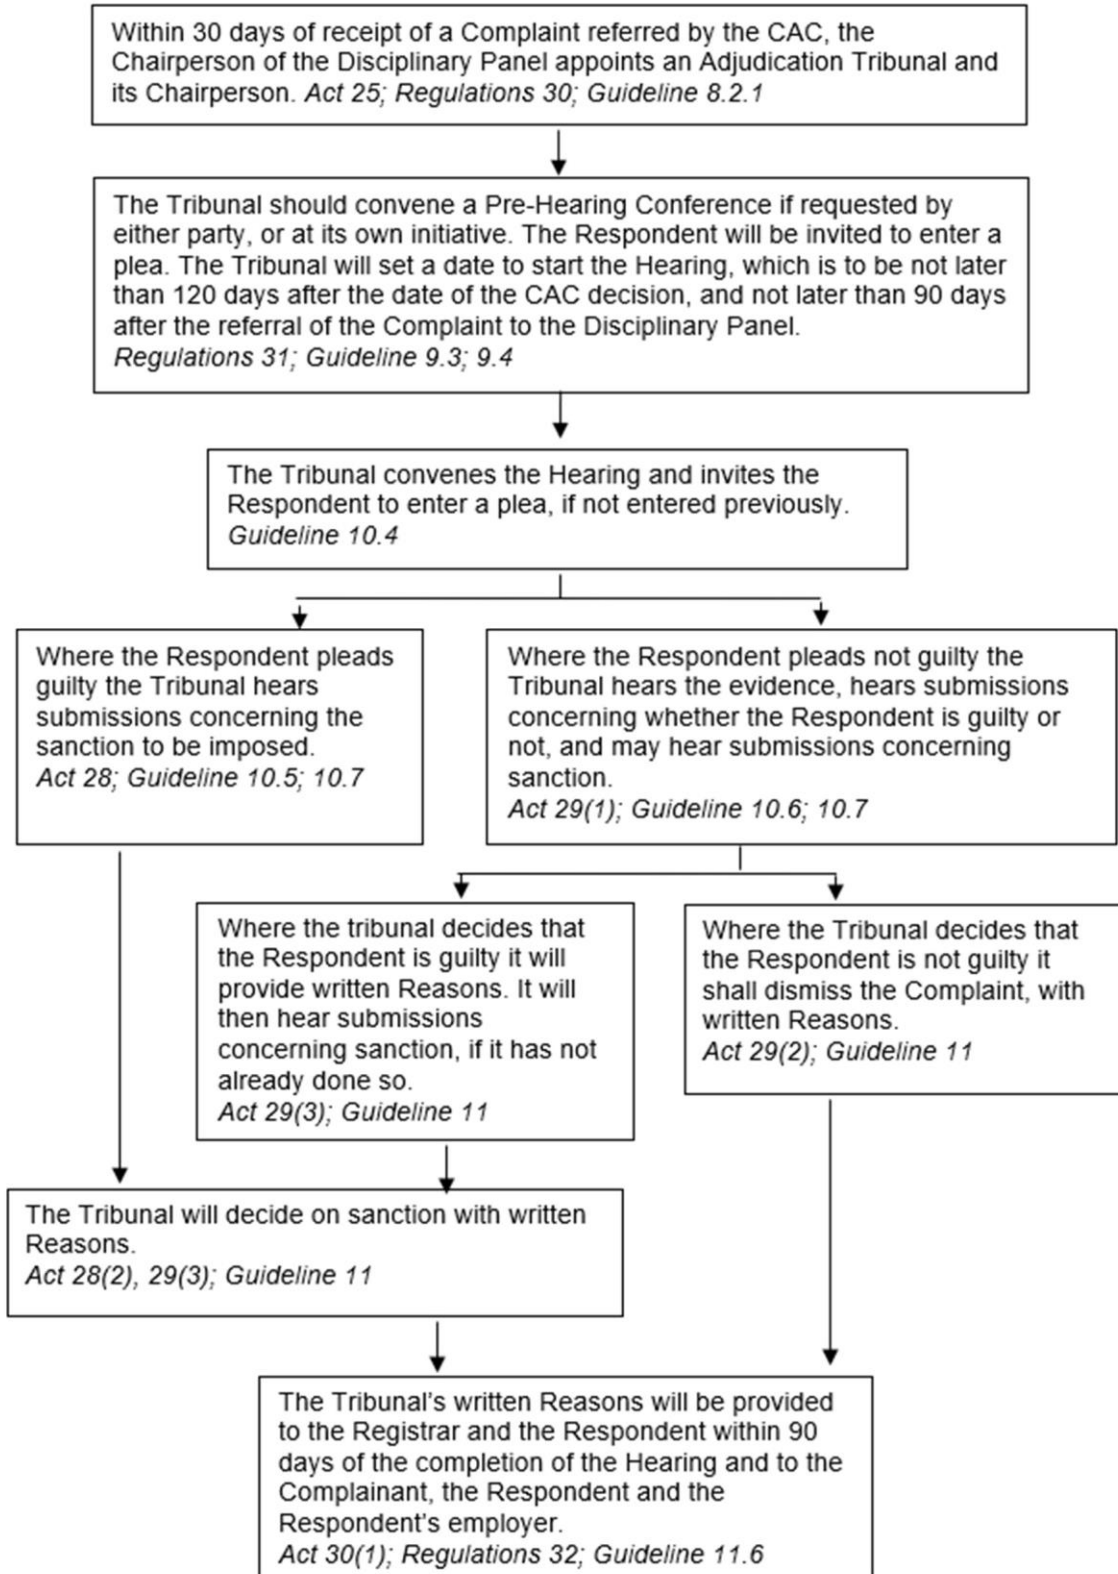 Within 30 days of receipt of a Complaint referred by the CAC, the
Chairperson of the Disciplinary Panel appoints an Adjudication Tribunal and
its Chairperson. Act 25; Regulations 30; Guideline 8.2.1
The Tribunal should convene a Pre-Hearing Conference if requested by
either party, or at its own initiative. The Respondent will be invited to enter a
plea. The Tribunal will set a date to start the Hearing, which is to be not later
than 120 days after the date of the CAC decision, and not later than 90 days
after the referral of the Complaint to the Disciplinary Panel.
Regulations 31; Guideline 9.3; 9.4
The Tribunal convenes the Hearing and invites the
Respondent to enter a plea, if not entered previously.
Guideline 10.4
Where the Respondent pleads
guilty the Tribunal hears
submissions concerning the
sanction to be imposed.
Act 28; Guideline 10.5; 10.7
Where the Respondent pleads not guilty the
Tribunal hears the evidence, hears submissions
concerning whether the Respondent is guilty or
not, and may hear submissions concerning
sanction.
Act 29(1); Guideline 10.6; 10.7
Where the tribunal decides that
the Respondent is guilty it will
provide written Reasons. It will
then hear submissions
concerning sanction, if it has not
already done so.
Act 29(3); Guideline 11
Where the Tribunal decides that
the Respondent is not guilty it
shall dismiss the Complaint, with
written Reasons.
Act 29(2); Guideline 11
The Tribunal will decide on sanction with written
Reasons.
Act 28(2), 29(3); Guideline 11
The Tribunal's written Reasons will be provided
to the Registrar and the Respondent within 90
days of the completion of the Hearing and to the
Complainant, the Respondent and the
Respondent's employer.
Act 30(1); Regulations 32; Guideline 11.6